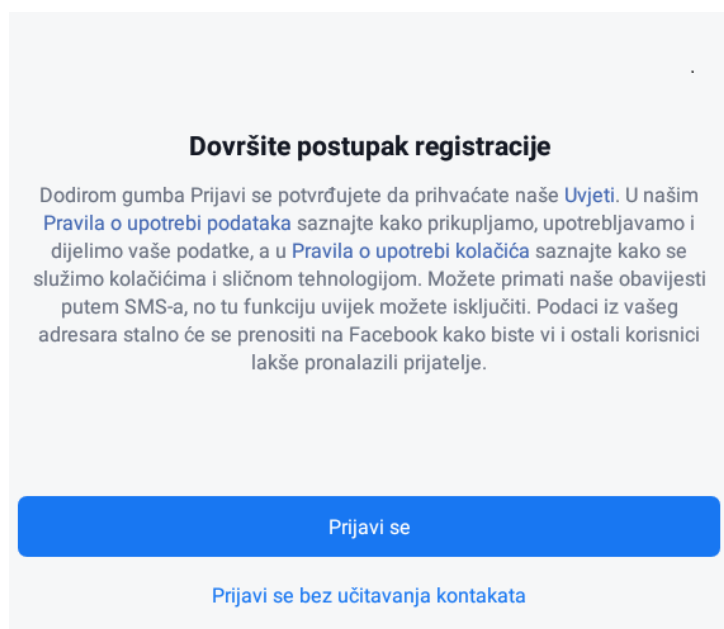 Dovršite postupak registracije
Dodirom gumba Prijavi se potvrđujete da prihvaćate naše Uvjeti. U našim
Pravila o upotrebi podataka saznajte kako prikupljamo, upotrebljavamo i
dijelimo vaše podatke, a u Pravila o upotrebi kolačića saznajte kako se
služimo kolačićima i sličnom tehnologijom. Možete primati naše obavijesti
putem SMS-a, no tu funkciju uvijek možete isključiti. Podaci iz vašeg
adresara stalno će se prenositi na Facebook kako biste vi i ostali korisnici
lakše pronalazili prijatelje.
Prijavi se
Prijavi se bez učitavanja kontakata